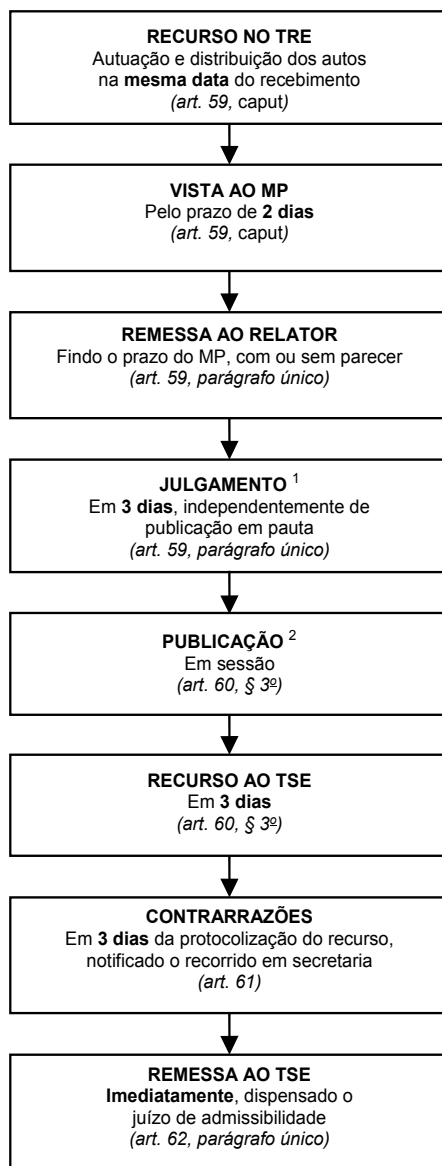 RECURSO NO TRE
Autuação e distribuição dos autos
na mesma data do recebimento
(art. 59, caput)
VISTA AO MP
Pelo prazo de 2 dias
(art. 59, caput)
REMESSA AO RELATOR
Findo o prazo do MP, com ou sem parecer
(art. 59, parágrafo único)
JULGAMENTO 1
Em 3 dias, independentemente de
publicação em pauta
(art. 59, parágrafo único)
PUBLICAÇÃO 2
Em sessão
(art. 60, § 3º)
RECURSO AO TSE
Em 3 dias
(art. 60, § 3º)
CONTRARRAZÕES
Em 3 dias da protocolização do recurso,
notificado o recorrido em secretaria
(art. 61)
REMESSA AO TSE
Imediatamente, dispensado o
juízo de admissibilidade
(art. 62, parágrafo único)